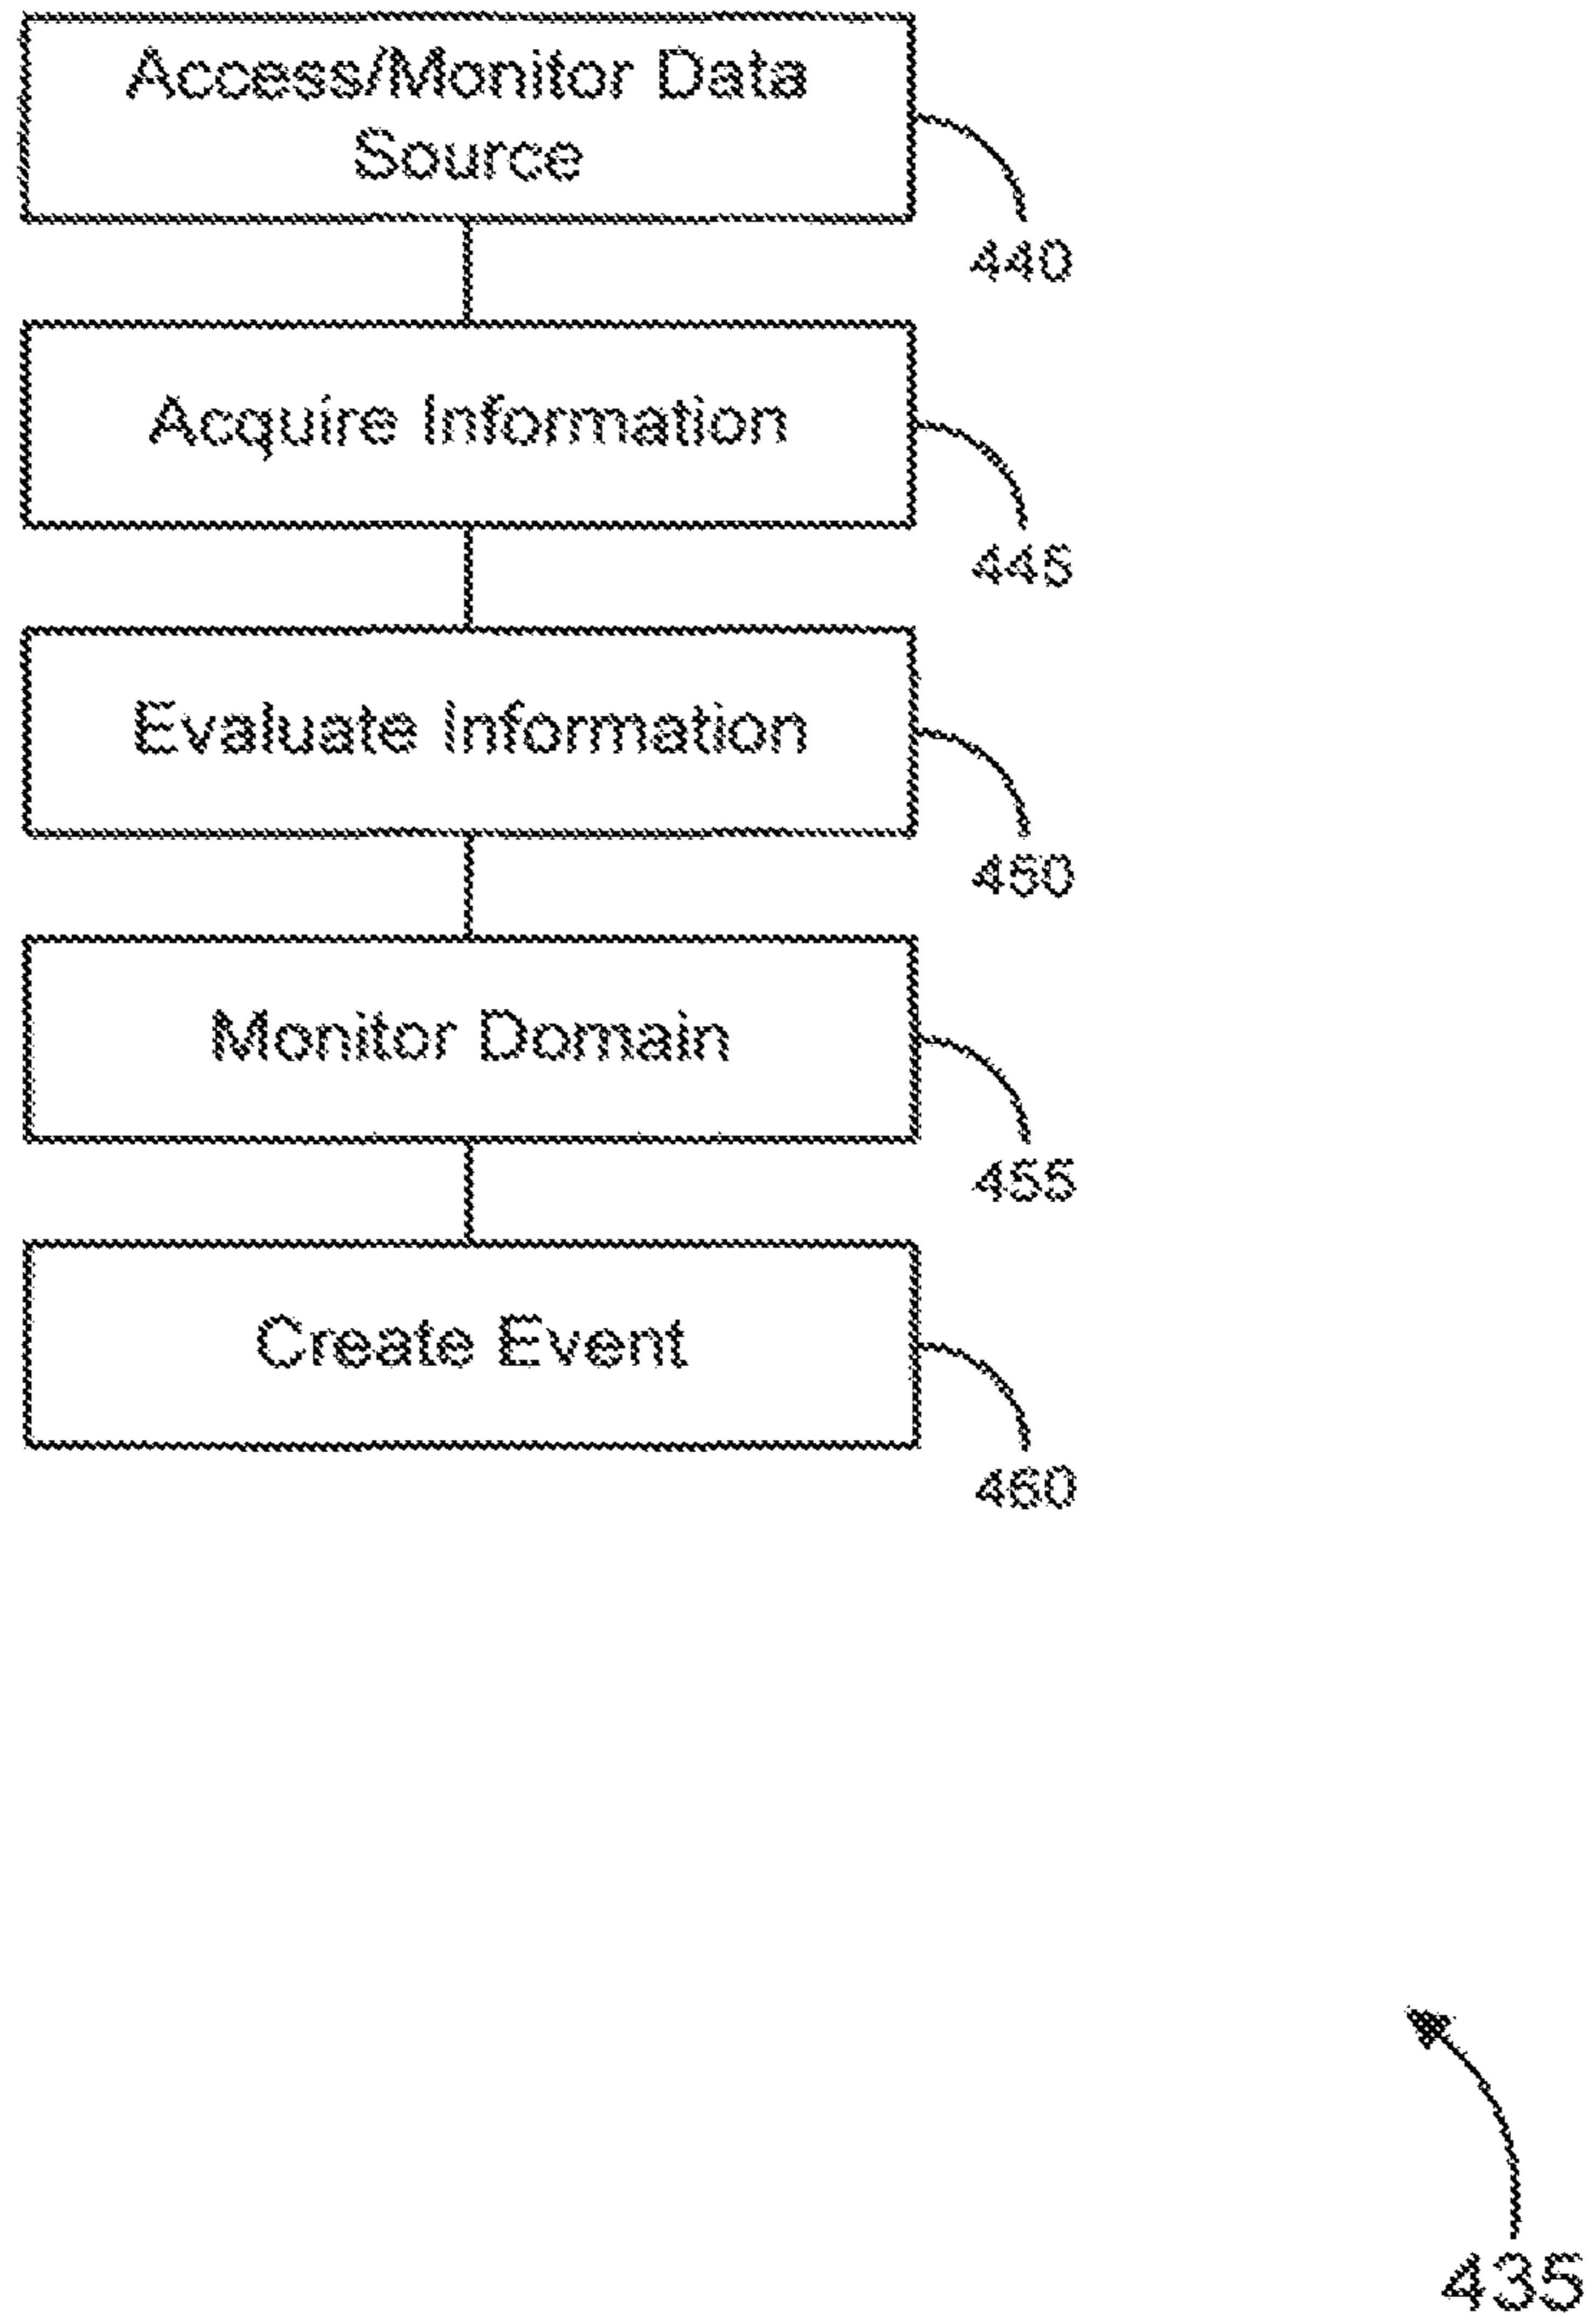 Access/Monitor Data
Source
440
Acquire Information
445
Evaluate Information
450
Monitor Domain
455
Create Event
460
435